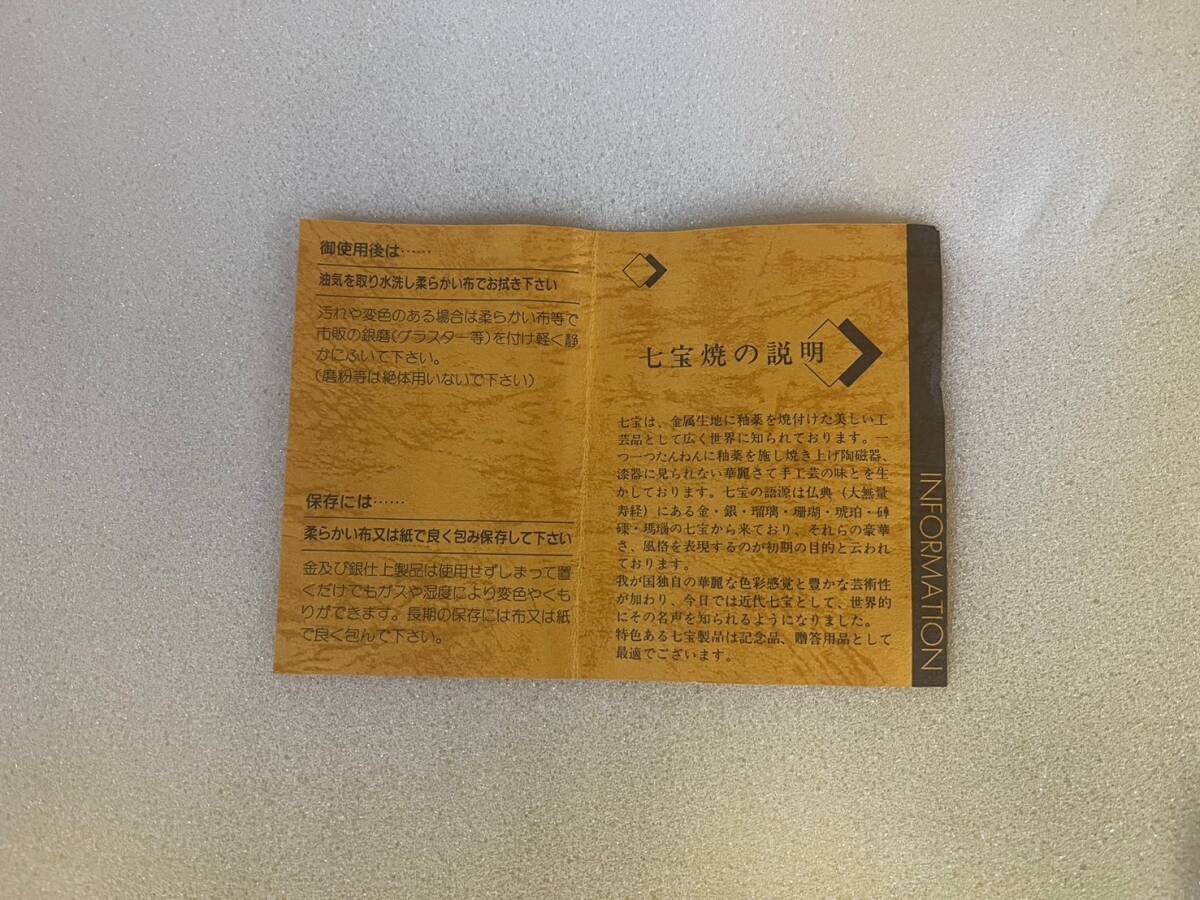 御使用後は……
油気を取り水洗し柔らかい布でお拭き下さい
汚れや変色のある場合は柔らかい布等で
市販の銀磨(グラスター等)を付け軽く静
かにふいて下さい。
(磨粉等は絶体用いないで下さい)
保存には……
柔らかい布又は紙で良く包み保存して下さい
金及び銀仕上製品は使用せずしまって置
くだけでもガスや湿度により変色やくも
りができます。長期の保存には布又は紙
で良く包んで下さい。
七宝焼の説明
七宝は、金属生地に釉薬を焼付けた美しい工
芸品として広く世界に知られております。一
つ一つたんねんに釉薬を施し焼き上げ陶磁器、
漆器に見られない華麗さて手工芸の味とを生
かしております。七宝の語源は仏典（大無量
寿経）にある金・銀・瑠璃・珊瑚・琥珀・硨
磲・瑪瑙の七宝から来ており、それらの豪華
さ、風格を表現するのが初期の目的と云われ
ております。
我が国独自の華麗な色彩感覚と豊かな芸術性
が加わり、今日では近代七宝として、世界的
にその名声を知られるようになりました。
特色ある七宝製品は記念品、贈答用品として
最適でございます。
INFORMATION